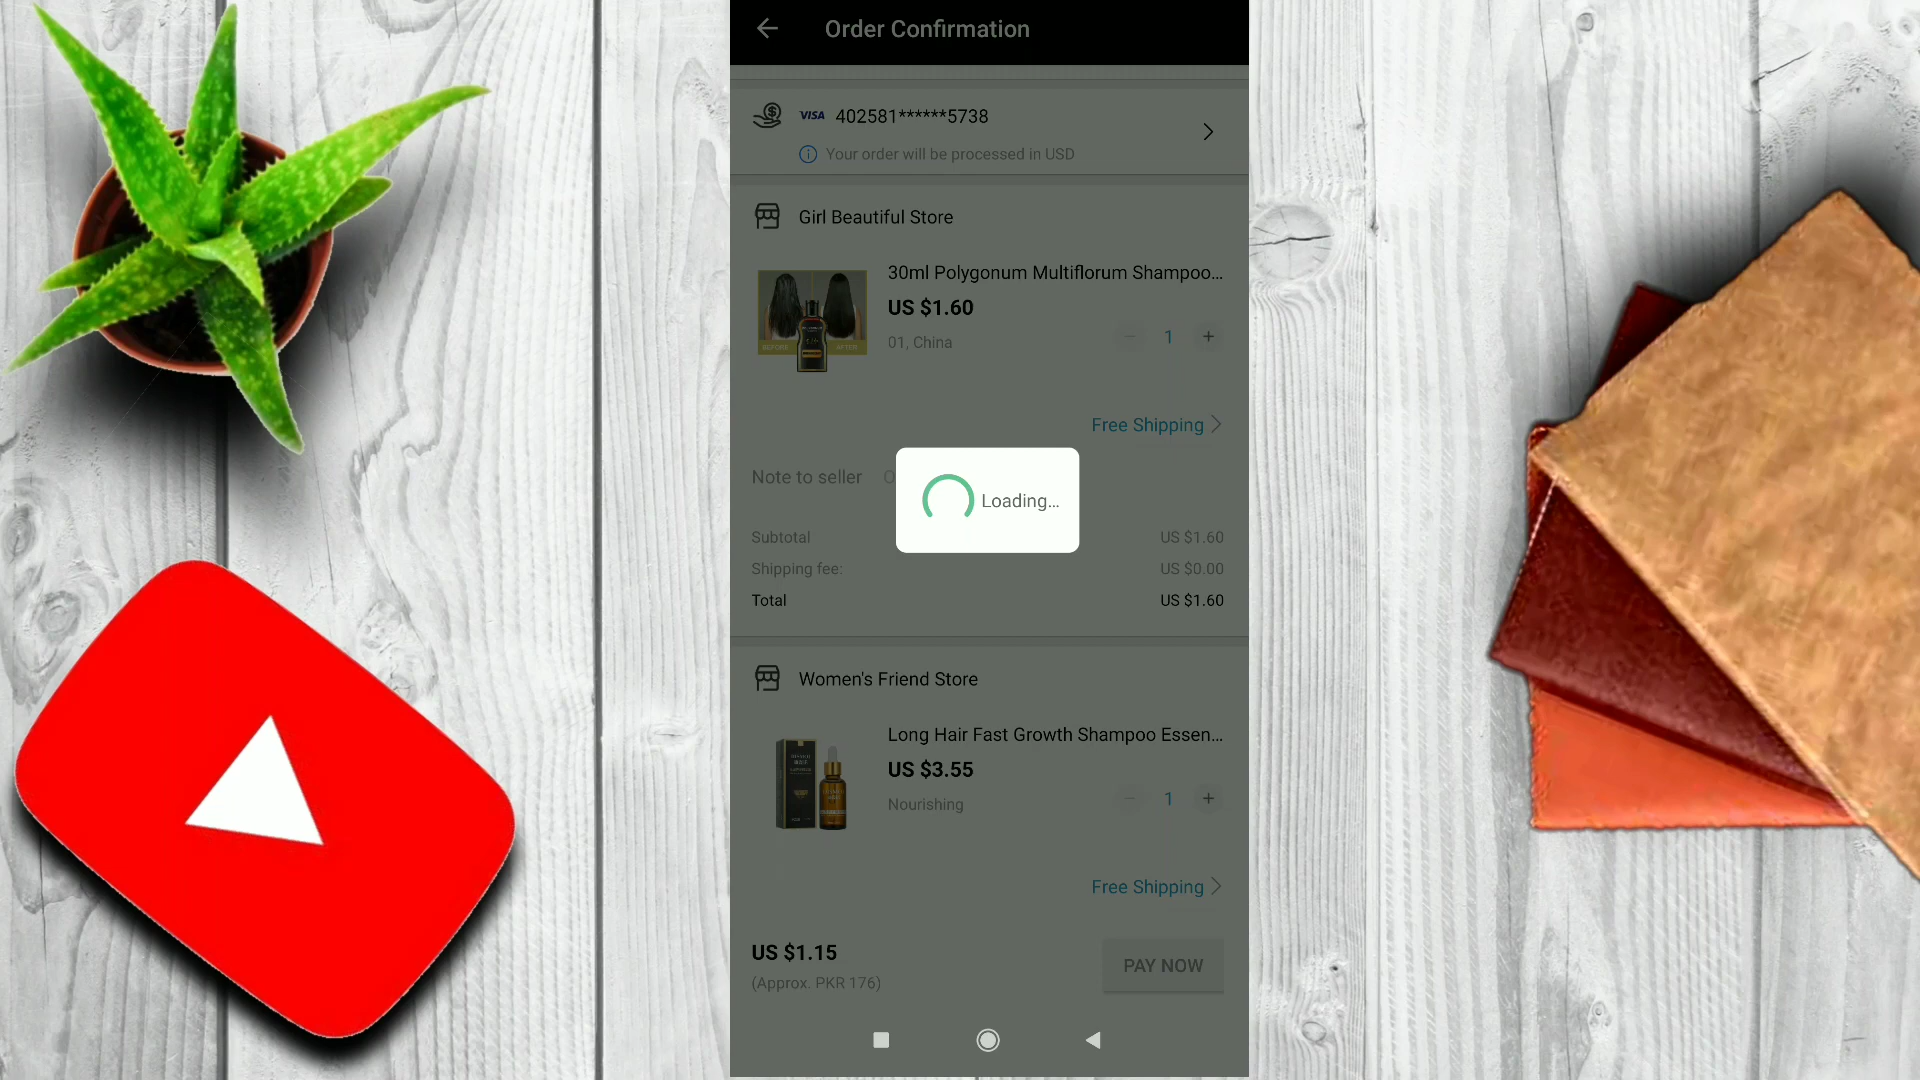 Order Confirmation
VISA 402581******5738
Your order will be processed in USD
Girl Beautiful Store
30ml Polygonum Multiflorum Shampoo...
US $1.60
01, China
1
BEFORE
AFTER
Free Shipping
Note to seller
Loading...
Subtotal US $1.60
Shipping fee: US $0.00
Total US $1.60
Women's Friend Store
Long Hair Fast Growth Shampoo Essen...
US $3.55
Nourishing
1
Free Shipping
US $1.15
(Approx. PKR 176)
PAY NOW